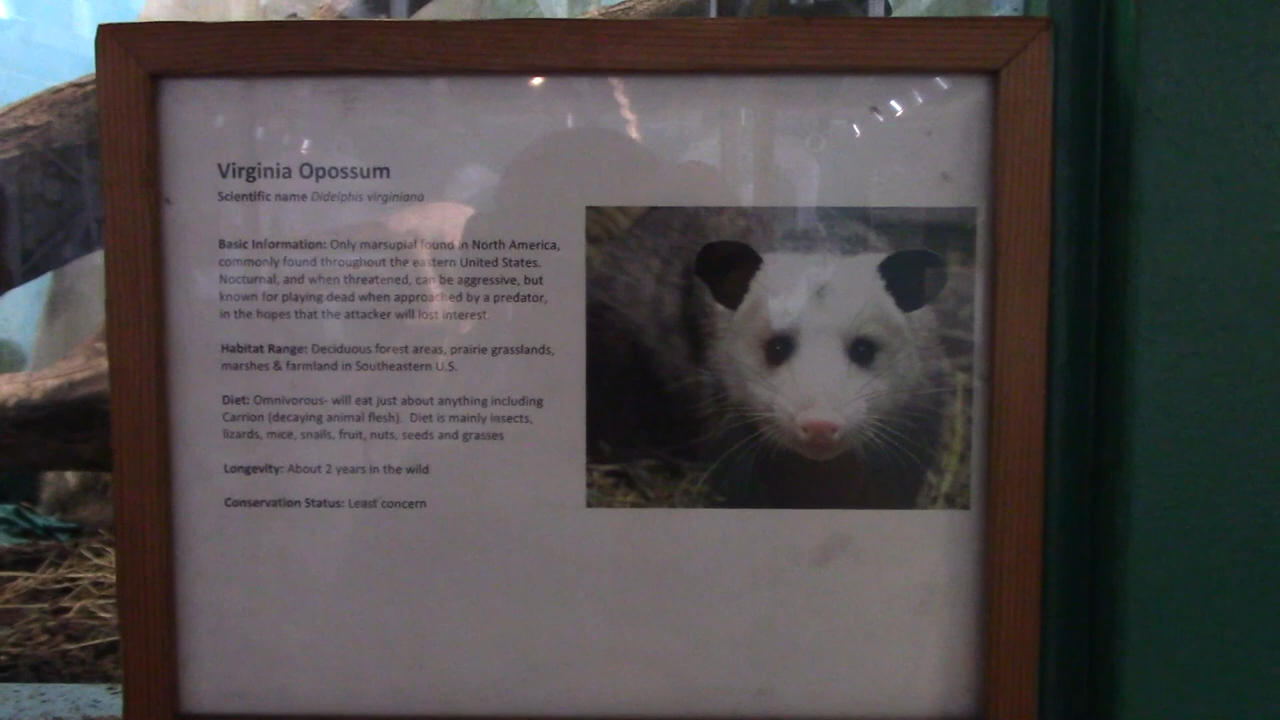 Virginia Opossum
Scientific name Didelphis virginiana
Basic Information: Only marsupial found in North America,
commonly found throughout the eastern United States.
Nocturnal, and when threatened, can be aggressive, but
known for playing dead when approached by a predator,
in the hopes that the attacker will lost interest.
Habitat Range: Deciduous forest areas, prairie grasslands,
marshes & farmland in Southeastern U.S.
Diet: Omnivorous- will eat just about anything including
Carrion (decaying animal flesh). Diet is mainly insects,
lizards, mice, snails, fruit, nuts, seeds and grasses
Longevity: About 2 years in the wild
Conservation Status: Least concern